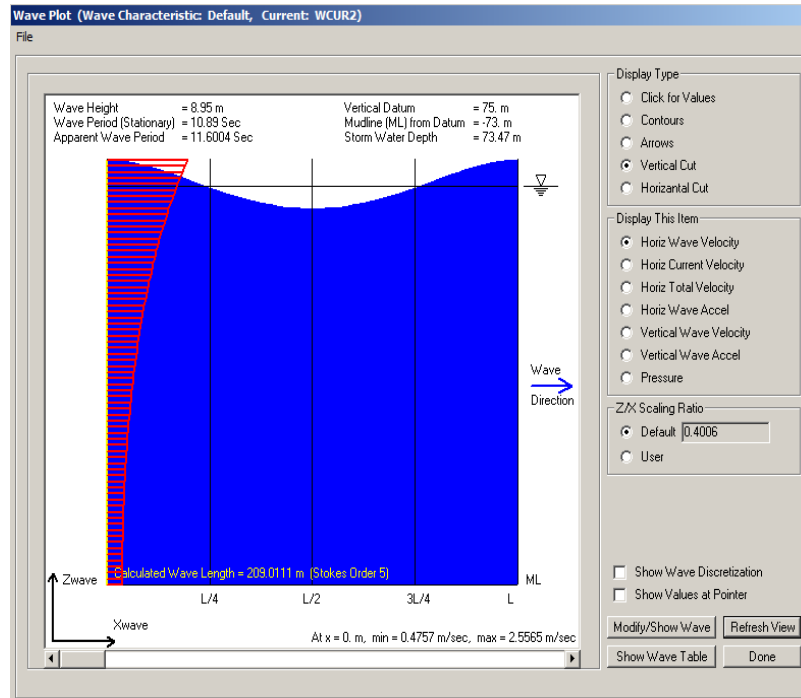 Wave Plot (Wave Characteristic: Default, Current: WCUR2)
File
Wave Height = 8.95 m
Wave Period (Stationary) = 10.89 Sec
Apparent Wave Period = 11.6004 Sec
Vertical Datum = 75. m
Mudline (ML) from Datum = -73. m
Storm Water Depth = 73.47 m
Wave
Direction
Calculated Wave Length = 209.0111 m (Stokes Order 5)
Zwave
ML
L/4
L/2
3L/4
L
Xwave
At x = 0. m, min = 0.4757 m/sec, max = 2.5565 m/sec
Display Type
Click for Values
Contours
Arrows
Vertical Cut
Horizantal Cut
Display This Item
Horiz Wave Velocity
Horiz Current Velocity
Horiz Total Velocity
Horiz Wave Accel
Vertical Wave Velocity
Vertical Wave Accel
Pressure
Z/X Scaling Ratio
Default 0.4006
User
Show Wave Discretization
Show Values at Pointer
Modify/Show Wave
Refresh View
Show Wave Table
Done